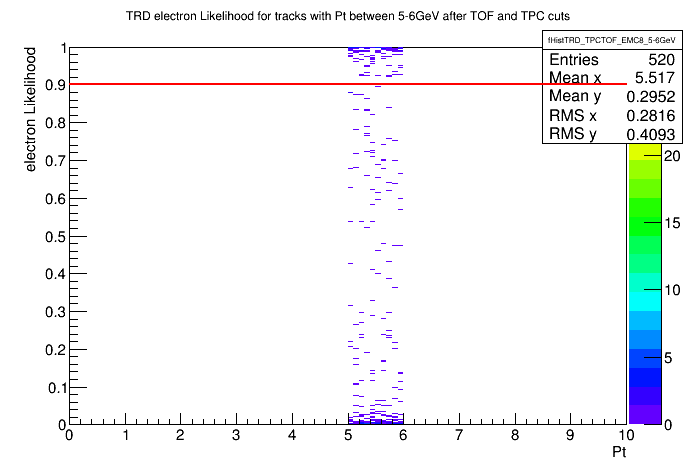 TRD electron Likelihood for tracks with Pt between 5-6GeV after TOF and TPC cuts
fHistTRD_TPCTOF_EMC8_5-6GeV
Entries 520
Mean x 5.517
Mean y 0.2952
RMS x 0.2816
RMS y 0.4093
electron Likelihood
1
0.9
0.8
0.7
0.6
0.5
0.4
0.3
0.2
0.1
0
0 1 2 3 4 5 6 7 8 9 10
Pt
20
15
10
5
0